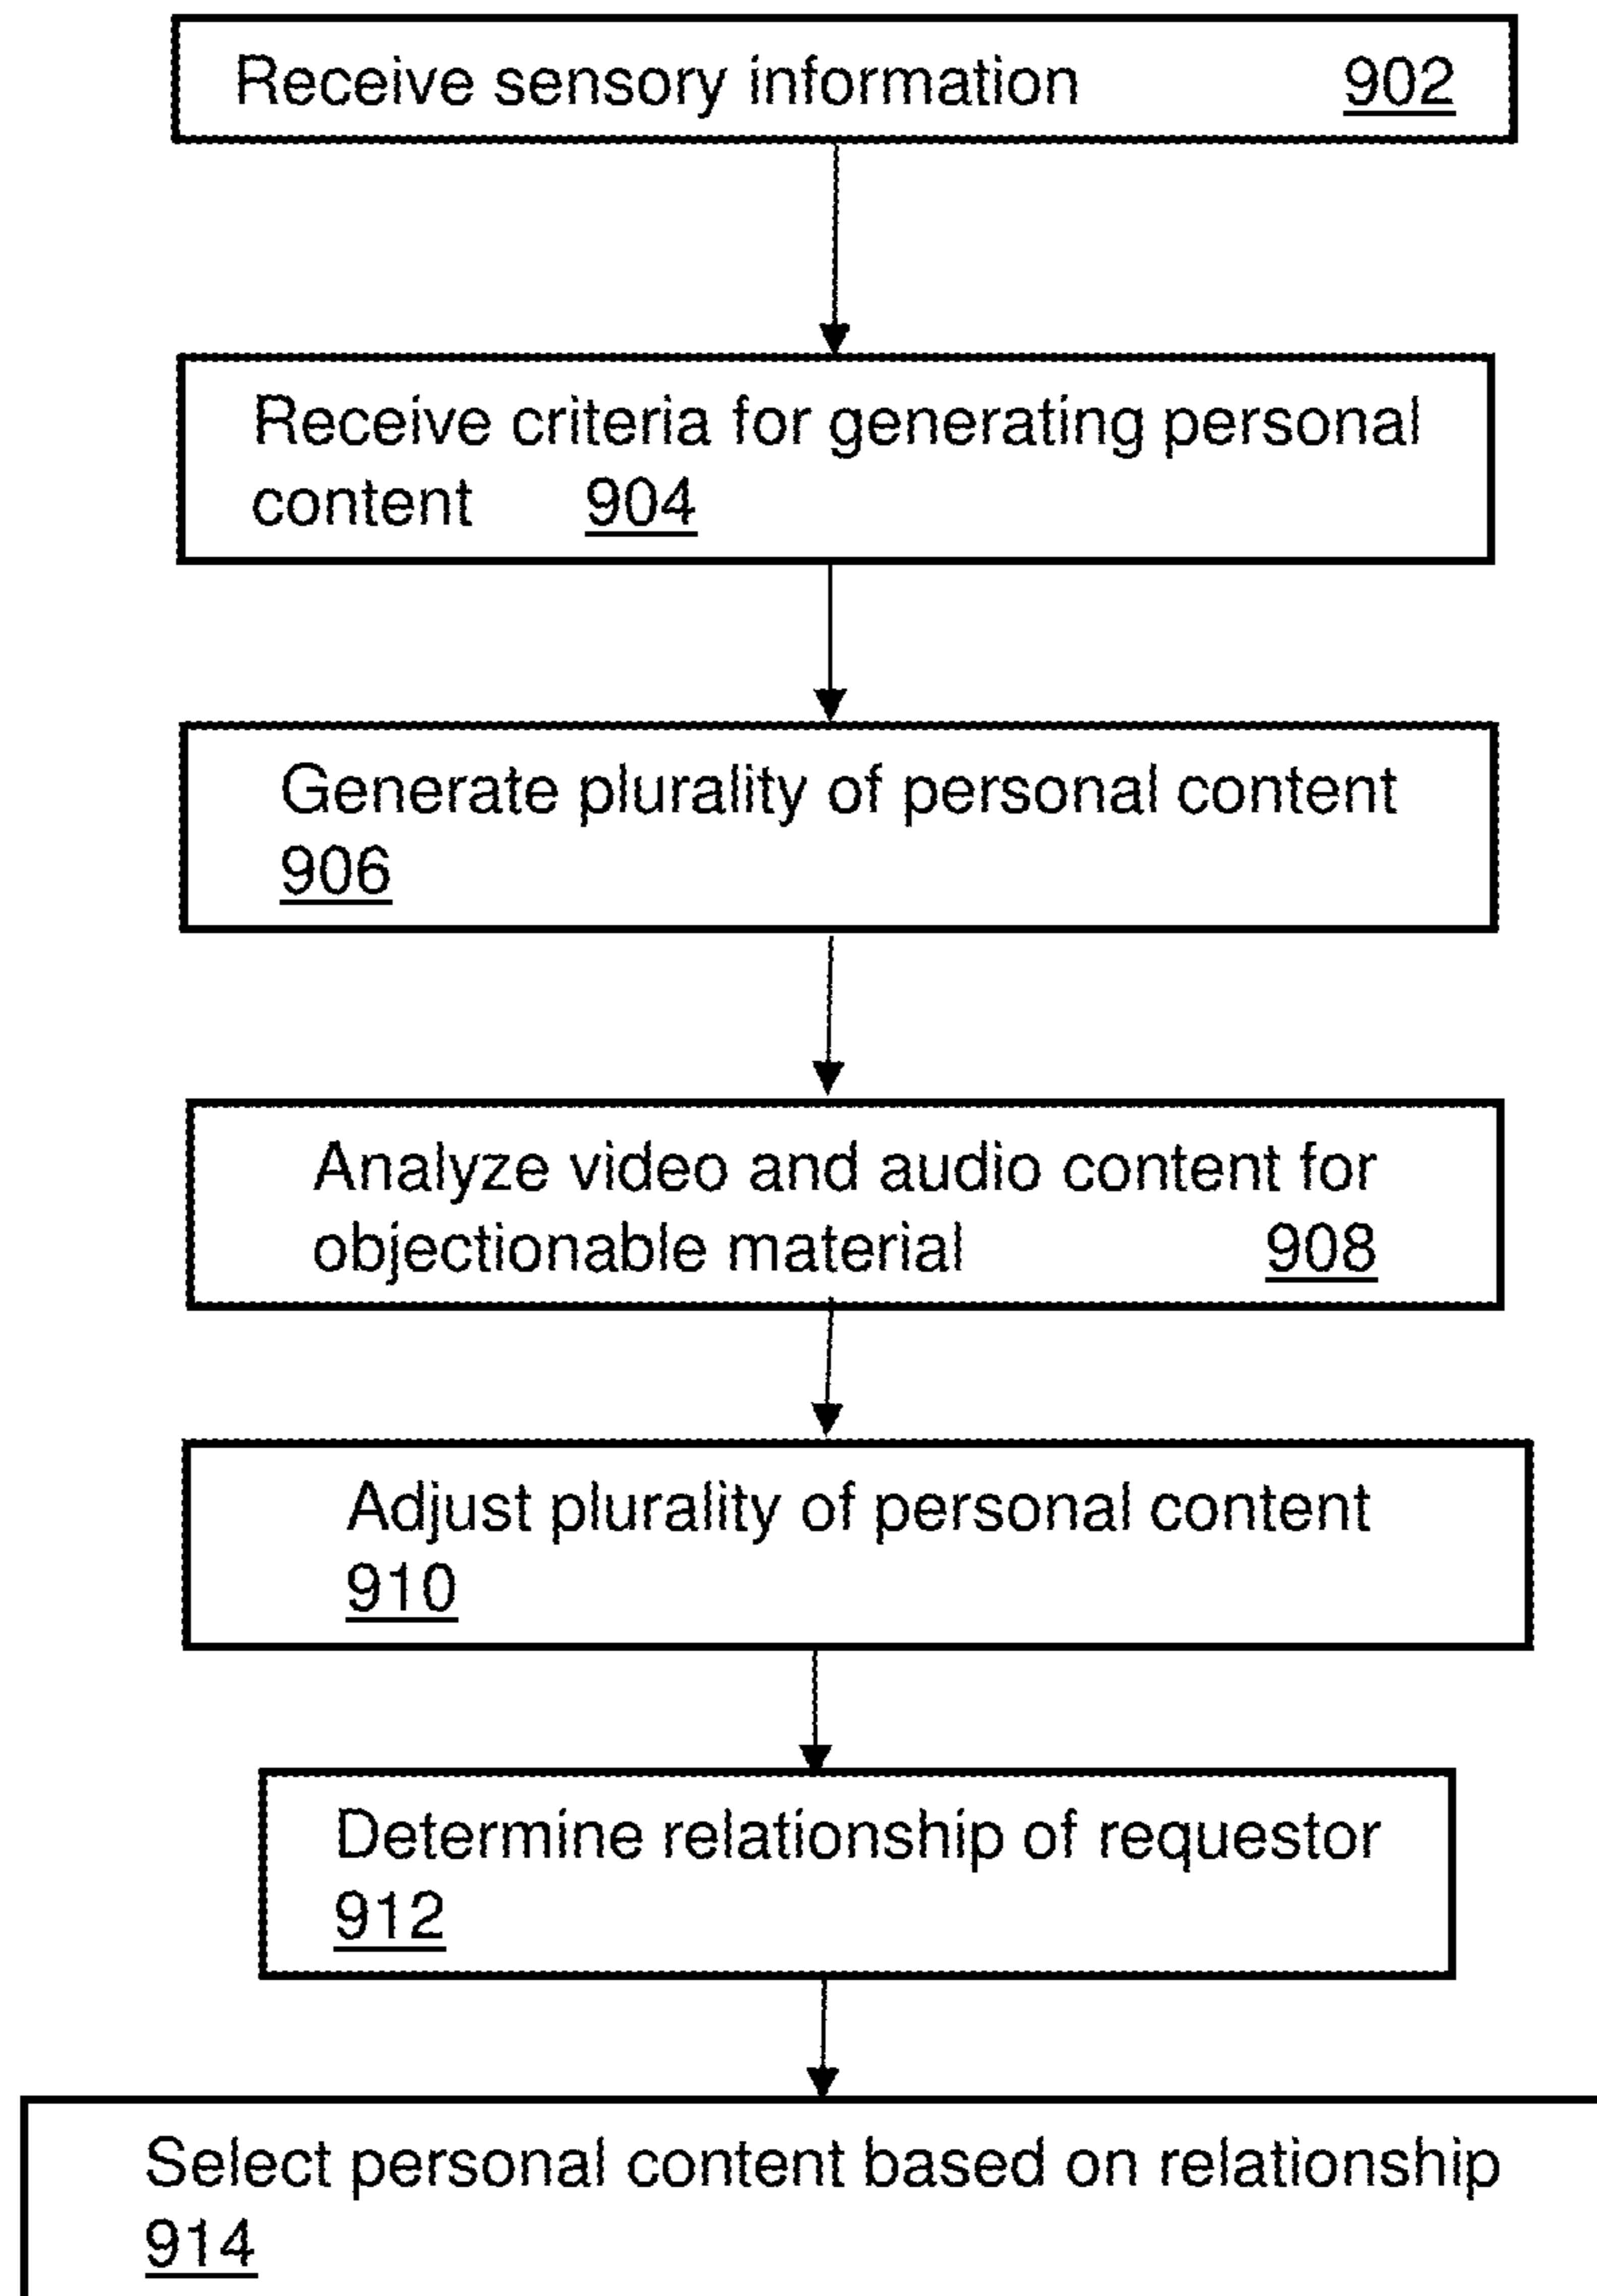 Receive sensory information 902
Receive criteria for generating personal
content 904
Generate plurality of personal content
906
Analyze video and audio content for
objectionable material 908
Adjust plurality of personal content
910
Determine relationship of requestor
912
Select personal content based on relationship
914